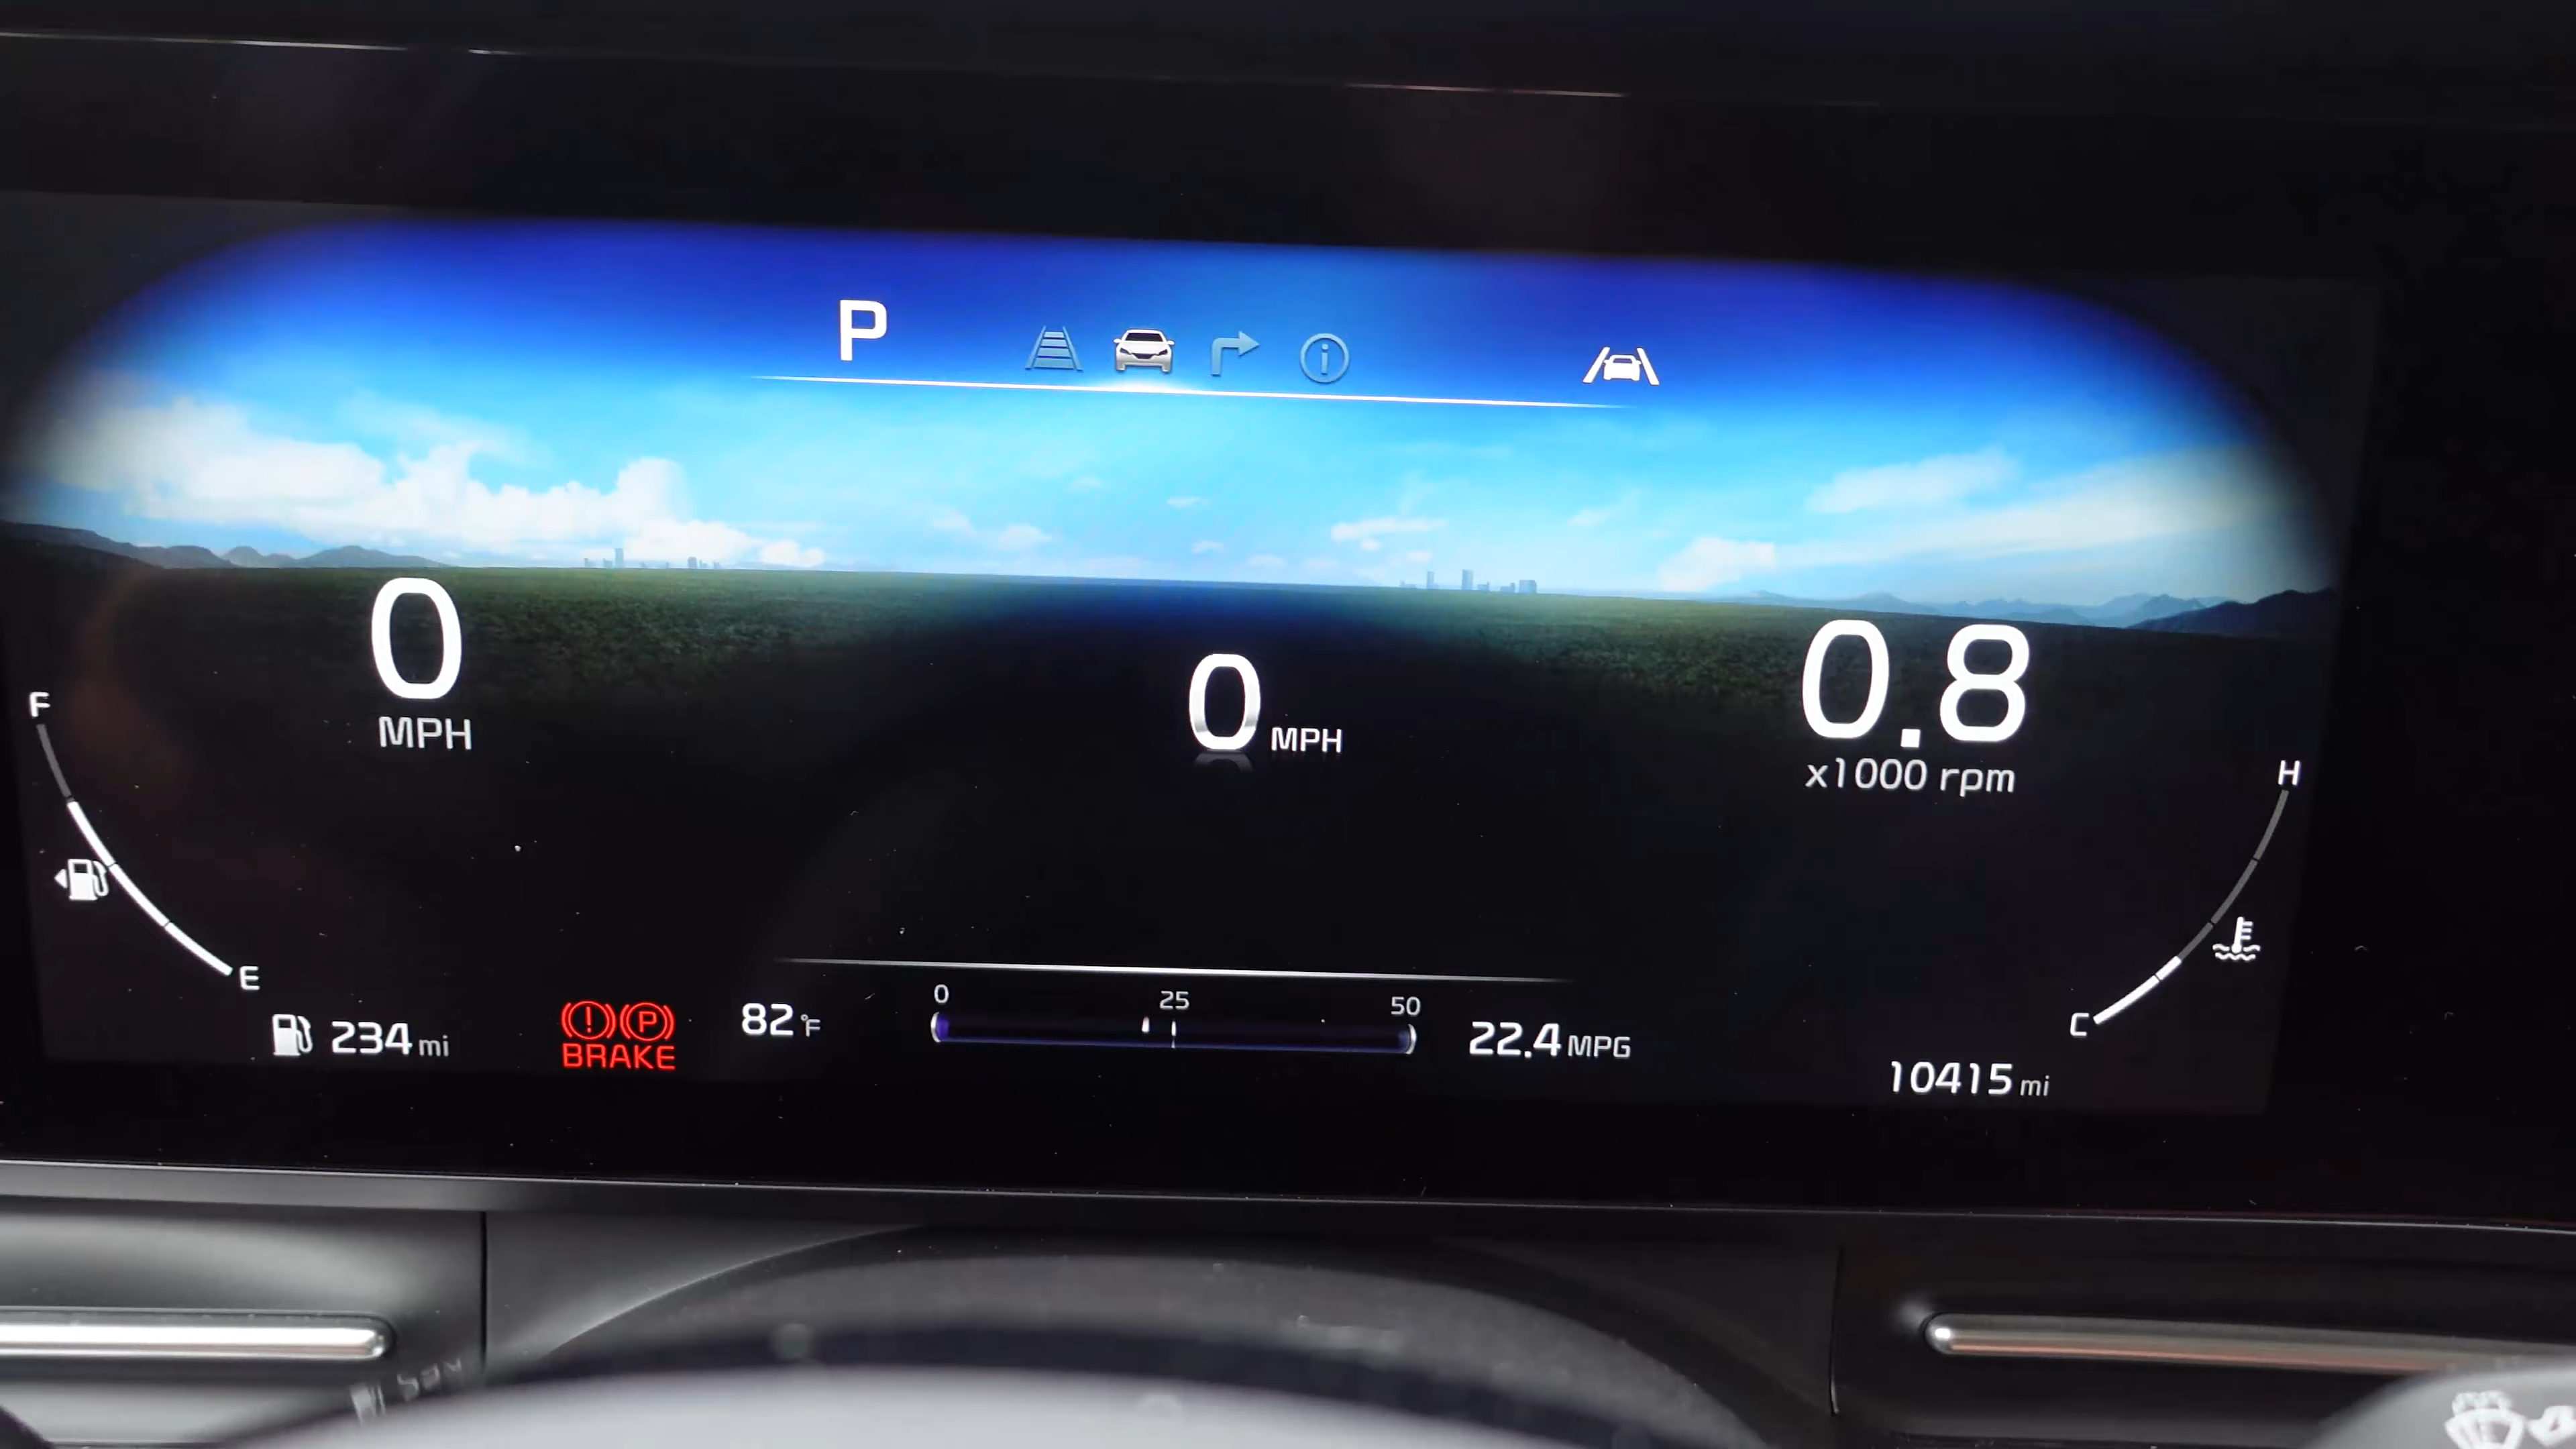 P
i
0
MPH
0 MPH
0.8
x1000 rpm
F
E
H
C
234 mi
! P
BRAKE
82 °F
0 25 50
22.4 MPG
10415 mi